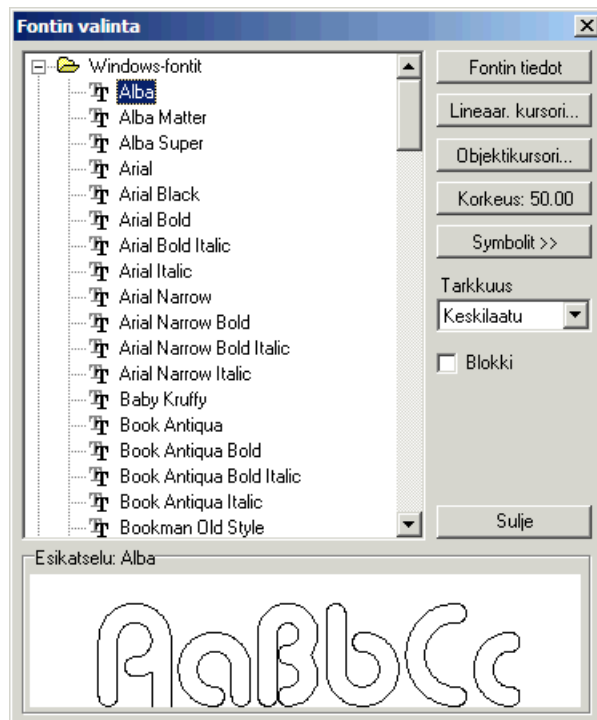 Fontin valinta
Windows-fontit
Alba
Alba Matter
Alba Super
Arial
Arial Black
Arial Bold
Arial Bold Italic
Arial Italic
Arial Narrow
Arial Narrow Bold
Arial Narrow Bold Italic
Arial Narrow Italic
Baby Kruffy
Book Antiqua
Book Antiqua Bold
Book Antiqua Bold Italic
Book Antiqua Italic
Bookman Old Style
Fontin tiedot
Lineaar. kursori...
Objektikursori...
Korkeus: 50.00
Symbolit >>
Tarkkuus
Keskilaatu
Blokki
Sulje
Esikatselu: Alba
AaBbCc